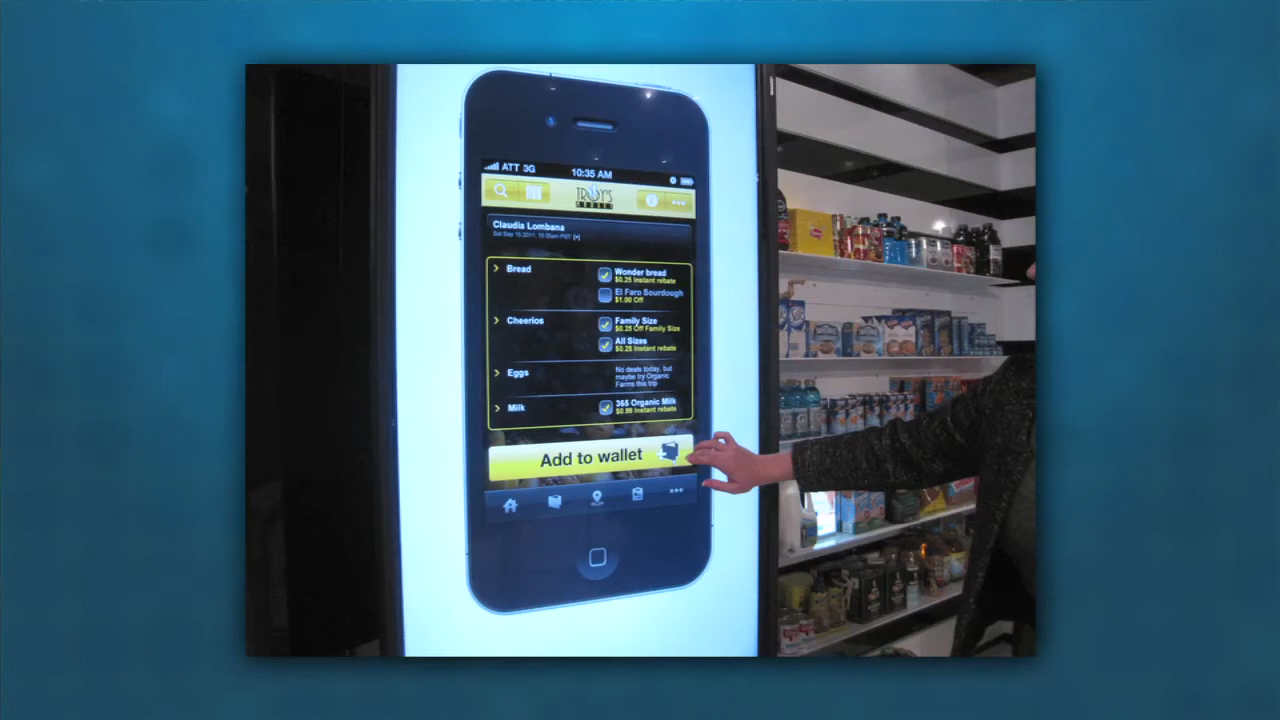 ATT 3G 10:35 AM
TROY'S
Claudia Lombana
Bread
Wonder bread
$0.25 Instant rebate
El Faro Sourdough
$1.00 Off
Cheerios
Family Size
$0.25 Off Family Size
All Sizes
$0.25 Instant rebate
Eggs
No deals today, but
maybe try Organic
Farms this trip
Milk
365 Organic Milk
$0.99 Instant rebate
Add to wallet